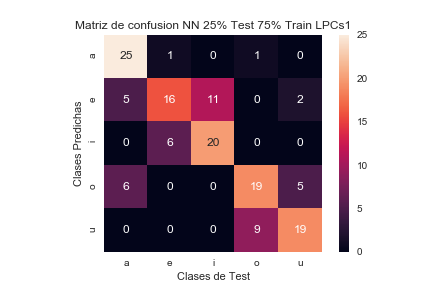 Matriz de confusion NN 25% Test 75% Train LPCs1
Clases Predichas
a 25 1 0 1 0
e 5 16 11 0 2
i 0 6 20 0 0
o 6 0 0 19 5
u 0 0 0 9 19
a e i o u
Clases de Test
25
20
15
10
5
0